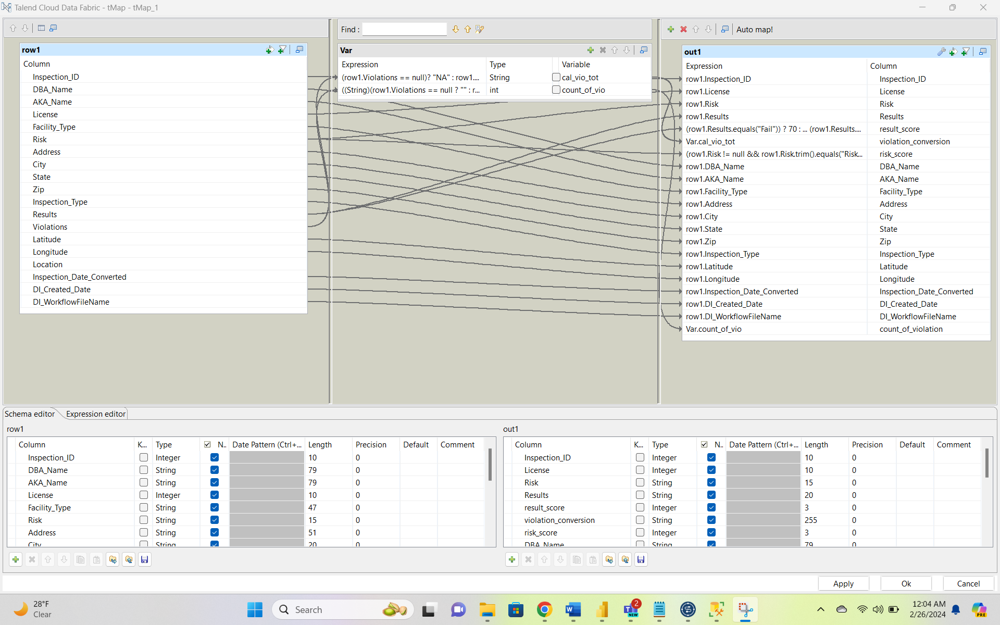 Talend Cloud Data Fabric - tMap - tMap_1
Find :
Auto map!
row1
Column
Inspection_ID
DBA_Name
AKA_Name
License
Facility_Type
Risk
Address
City
State
Zip
Inspection_Type
Results
Violations
Latitude
Longitude
Location
Inspection_Date_Converted
DI_Created_Date
DI_WorkflowFileName
Var
Expression Type Variable
(row1.Violations == null)? "NA" : row1.... String cal_vio_tot
((String)(row1.Violations == null ? "" : r... int count_of_vio
out1
Expression Column
row1.Inspection_ID Inspection_ID
row1.License License
row1.Risk Risk
row1.Results Results
(row1.Results.equals("Fail")) ? 70 : ... (row1.Results.... result_score
Var.cal_vio_tot violation_conversion
(row1.Risk != null && row1.Risk.trim().equals("Risk... risk_score
row1.DBA_Name DBA_Name
row1.AKA_Name AKA_Name
row1.Facility_Type Facility_Type
row1.Address Address
row1.City City
row1.State State
row1.Zip Zip
row1.Inspection_Type Inspection_Type
row1.Latitude Latitude
row1.Longitude Longitude
row1.Inspection_Date_Converted Inspection_Date_Converted
row1.DI_Created_Date DI_Created_Date
row1.DI_WorkflowFileName DI_WorkflowFileName
Var.count_of_vio count_of_violation
Schema editor Expression editor
row1
Column K... Type N.. Date Pattern (Ctrl+... Length Precision Default Comment
Inspection_ID Integer 10 0
DBA_Name String 79 0
AKA_Name String 79 0
License Integer 10 0
Facility_Type String 47 0
Risk String 15 0
Address String 51 0
City String 20 0
out1
Column K... Type N.. Date Pattern (Ctrl+... Length Precision Default Comment
Inspection_ID Integer 10 0
License Integer 10 0
Risk String 15 0
Results String 20 0
result_score Integer 3 0
violation_conversion String 255 0
risk_score Integer 3 0
DBA_Name String 79 0
Apply Ok Cancel
28°F
Clear
Search
2
NEW
12:04 AM
2/26/2024
PRE